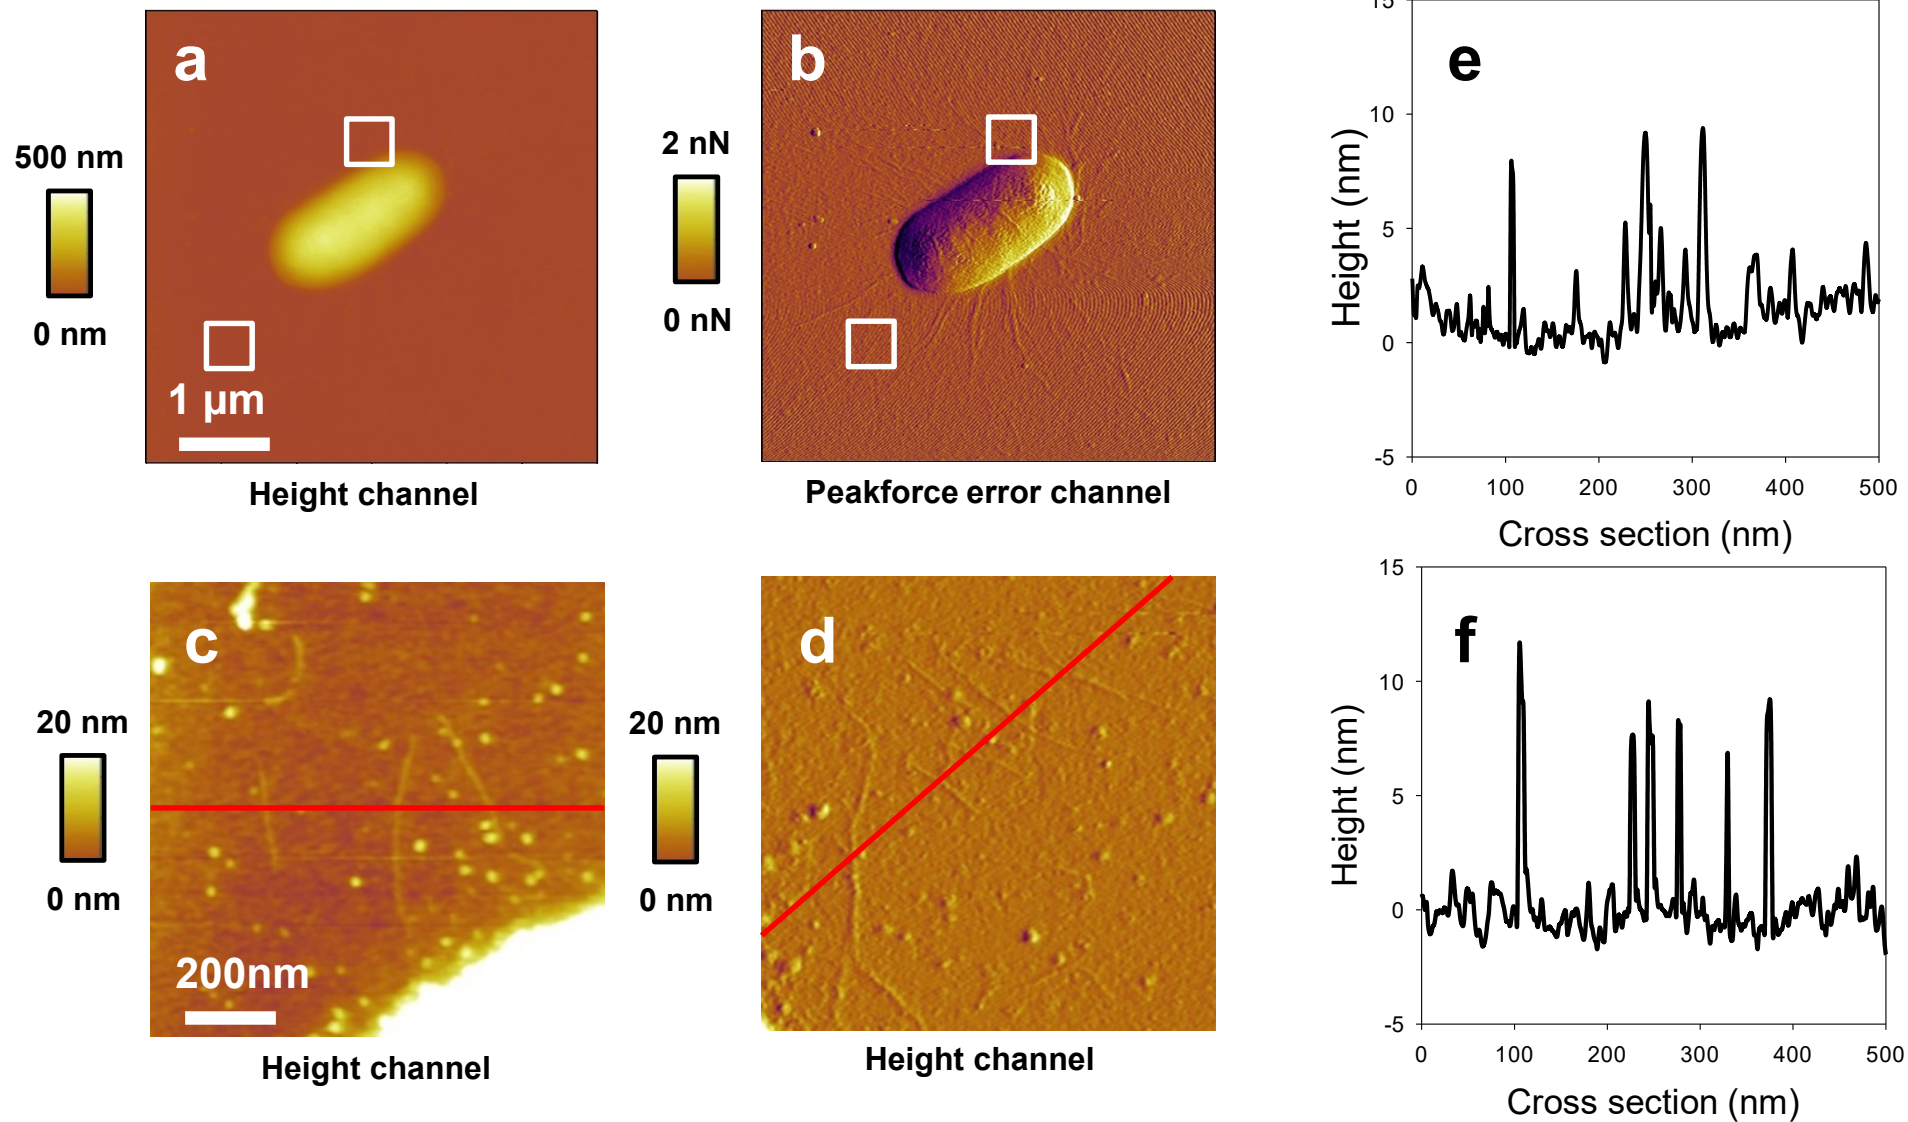 a
500 nm
0 nm
1 µm
Height channel
b
2 nN
0 nN
Peakforce error channel
e
15
10
5
0
-5
Height (nm)
0 100 200 300 400 500
Cross section (nm)
c
20 nm
0 nm
200nm
Height channel
d
20 nm
0 nm
Height channel
f
15
10
5
0
-5
Height (nm)
0 100 200 300 400 500
Cross section (nm)